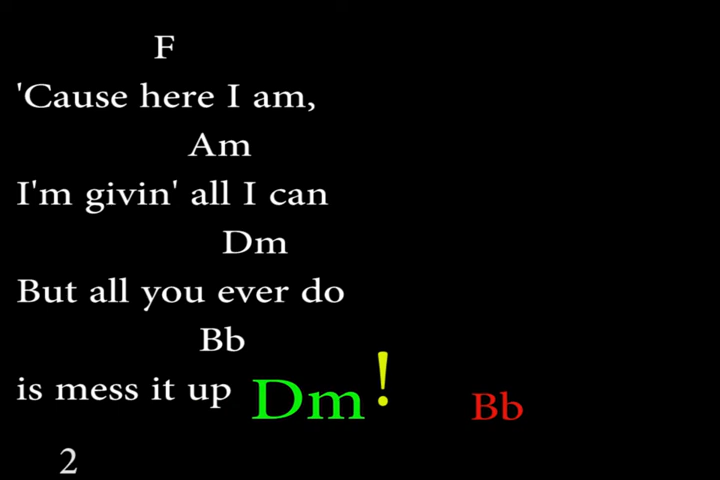 F
'Cause here I am,
Am
I'm givin' all I can
Dm
But all you ever do
Bb
is mess it up Dm! Bb
2